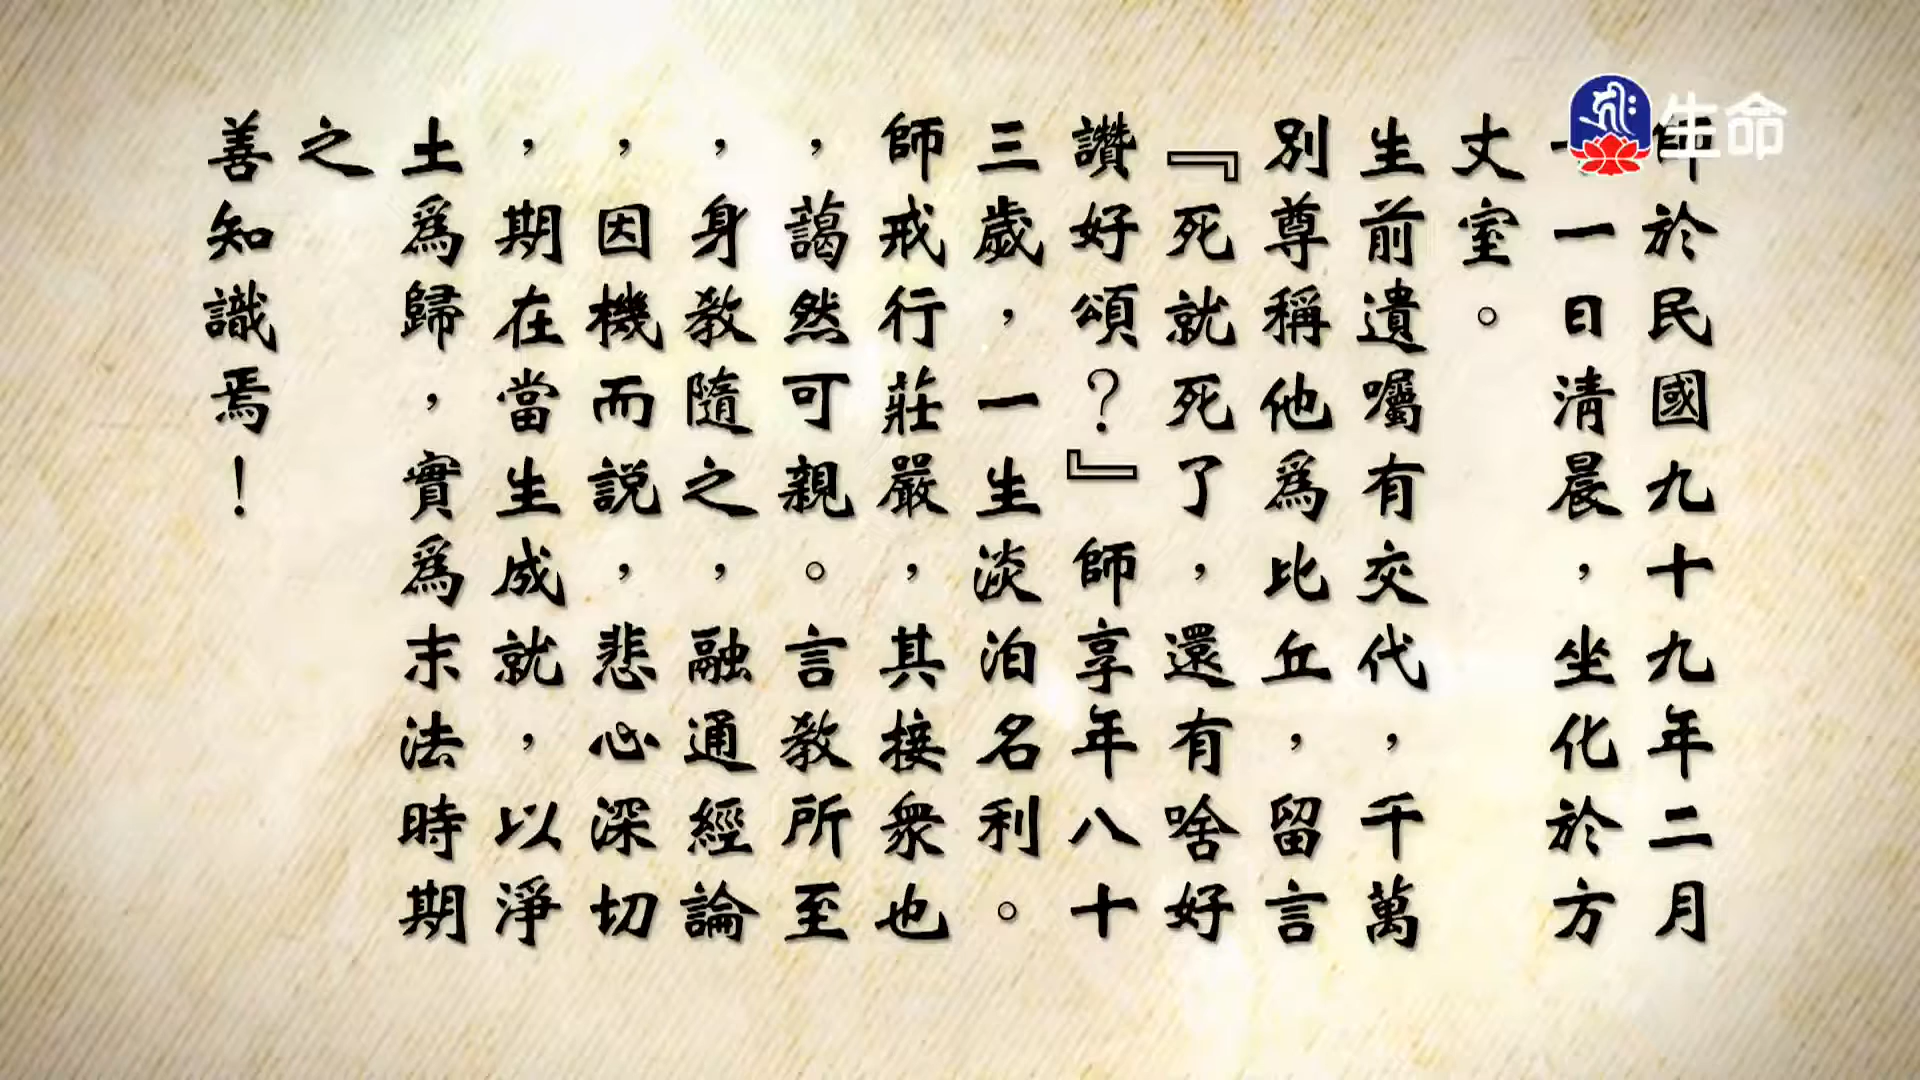 生命
師於民國九十九年二月
一日清晨，坐化於方
丈室。
生前遺囑有交代，千萬
別尊稱他為比丘，留言
『死就死死了，還有啥好
讚好頌？』師享年八十
三歲，一生淡泊名利。
師戒行莊嚴，其接衆也
，藹然可親。言教所至
，身教隨之，融通經論
，因機而説，悲心深切
，期在當生成就，以淨
土為歸，實為末法時期
之
善知識焉！